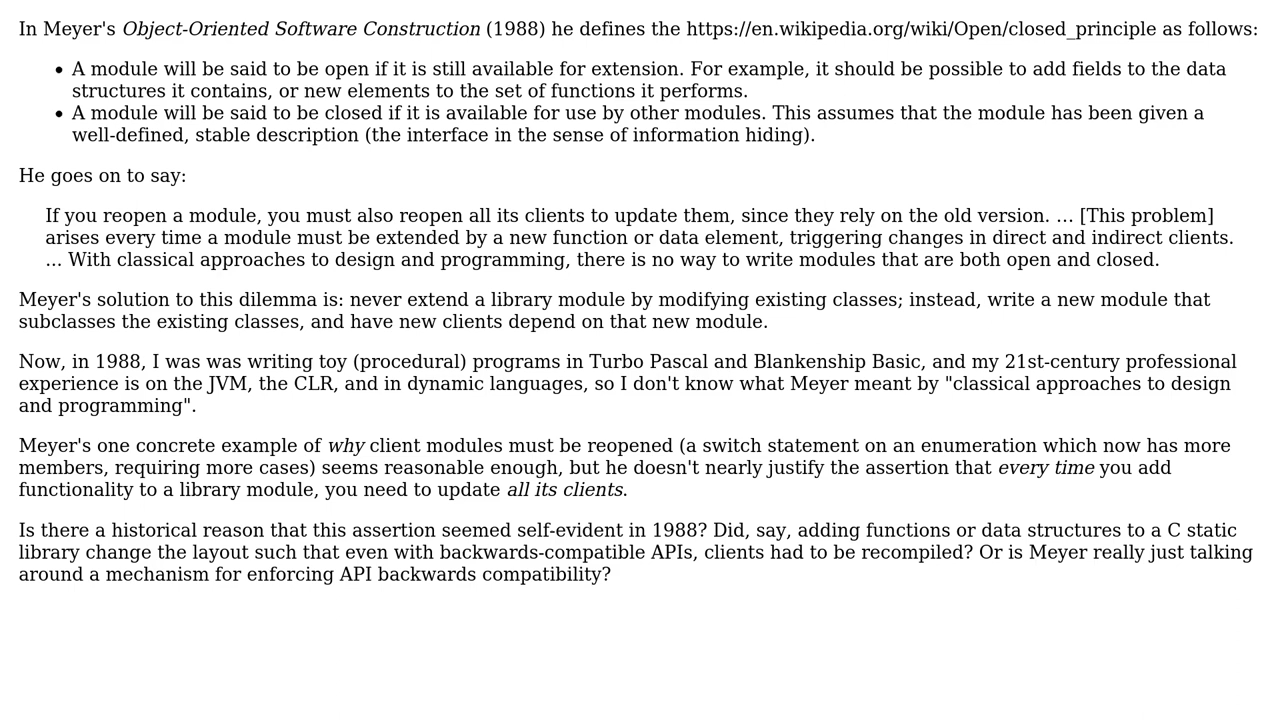 In Meyer's Object-Oriented Software Construction (1988) he defines the https://en.wikipedia.org/wiki/Open/closed_principle as follows:
• A module will be said to be open if it is still available for extension. For example, it should be possible to add fields to the data
structures it contains, or new elements to the set of functions it performs.
• A module will be said to be closed if it is available for use by other modules. This assumes that the module has been given a
well-defined, stable description (the interface in the sense of information hiding).
He goes on to say:
If you reopen a module, you must also reopen all its clients to update them, since they rely on the old version. … [This problem]
arises every time a module must be extended by a new function or data element, triggering changes in direct and indirect clients.
... With classical approaches to design and programming, there is no way to write modules that are both open and closed.
Meyer's solution to this dilemma is: never extend a library module by modifying existing classes; instead, write a new module that
subclasses the existing classes, and have new clients depend on that new module.
Now, in 1988, I was was writing toy (procedural) programs in Turbo Pascal and Blankenship Basic, and my 21st-century professional
experience is on the JVM, the CLR, and in dynamic languages, so I don't know what Meyer meant by "classical approaches to design
and programming".
Meyer's one concrete example of why client modules must be reopened (a switch statement on an enumeration which now has more
members, requiring more cases) seems reasonable enough, but he doesn't nearly justify the assertion that every time you add
functionality to a library module, you need to update all its clients.
Is there a historical reason that this assertion seemed self-evident in 1988? Did, say, adding functions or data structures to a C static
library change the layout such that even with backwards-compatible APIs, clients had to be recompiled? Or is Meyer really just talking
around a mechanism for enforcing API backwards compatibility?